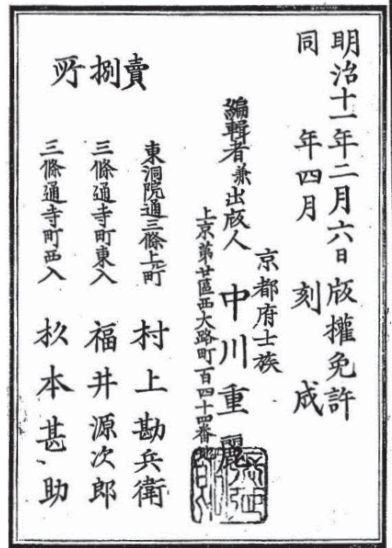 明治十一年二月六日版權免許
同年四月刻成
京都府士族
編輯者兼出版人 中川重麗
上京第廿區西大路町百四十四番地
賣捌所
東洞院通三條上町 村上勘兵衛
三條通寺町東入 福井源次郎
三條通寺町西入 杦本甚助